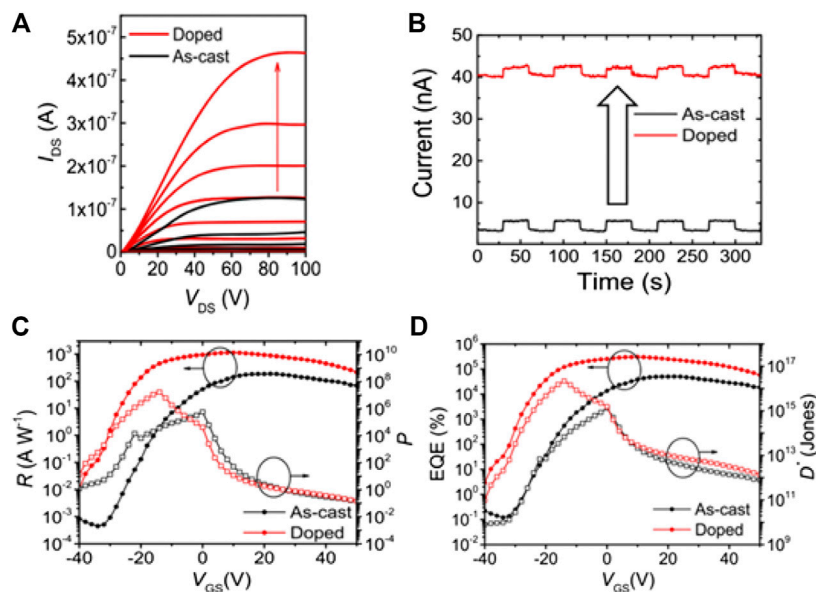 A
Doped
As-cast
I_DS (A)
5x10⁻⁷
4x10⁻⁷
3x10⁻⁷
2x10⁻⁷
1x10⁻⁷
0
0 20 40 60 80 100
V_DS (V)
B
Current (nA)
50
40
30
20
10
As-cast
Doped
0 50 100 150 200 250 300
Time (s)
C
R (A W⁻¹)
10³
10²
10¹
10⁰
10⁻¹
10⁻²
10⁻³
10⁻⁴
P
10¹⁰
10⁸
10⁶
10⁴
10²
10⁰
10⁻²
10⁻⁴
As-cast
Doped
-40 -20 0 20 40
V_GS(V)
D
EQE (%)
10⁶
10⁵
10⁴
10³
10²
10¹
10⁰
10⁻¹
10⁻²
D* (Jones)
10¹⁷
10¹⁵
10¹³
10¹¹
10⁹
As-cast
Doped
-40 -20 0 20 40
V_GS(V)